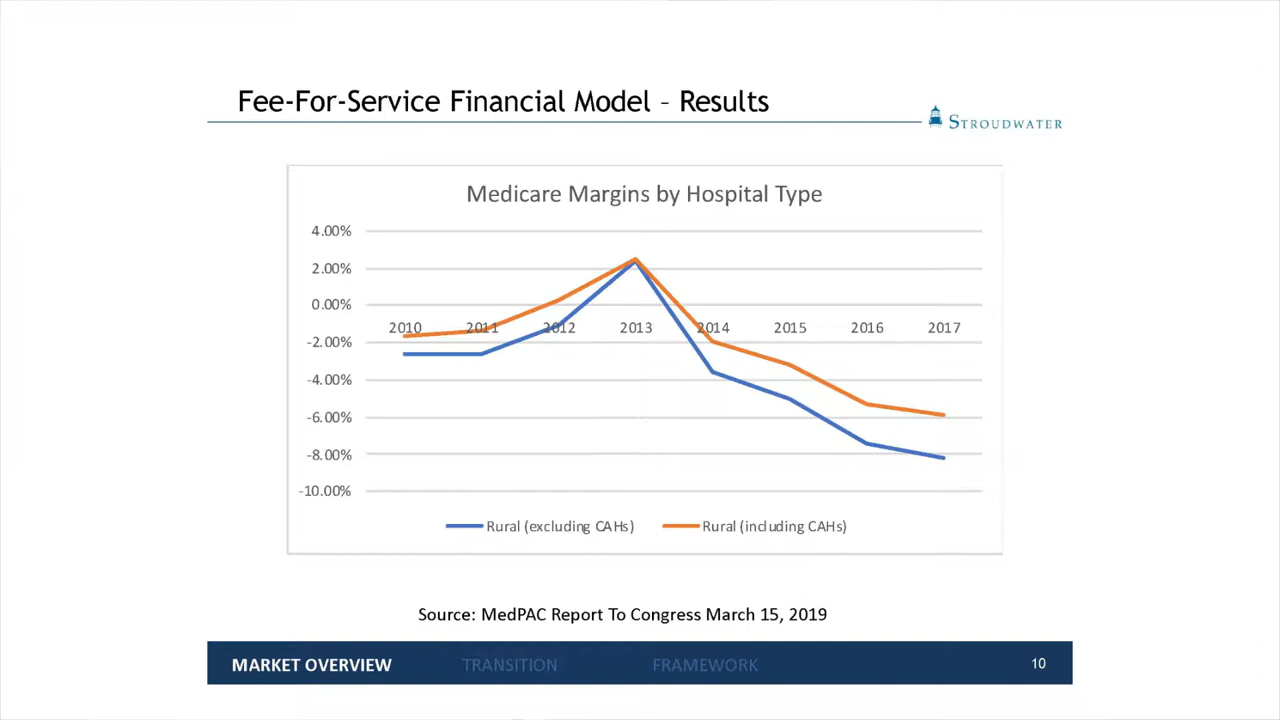 Fee-For-Service Financial Model – Results
STROUDWATER
Medicare Margins by Hospital Type
4.00%
2.00%
0.00%
2010 2011 2012 2013 2014 2015 2016 2017
-2.00%
-4.00%
-6.00%
-8.00%
-10.00%
Rural (excluding CAHs) Rural (including CAHs)
Source: MedPAC Report To Congress March 15, 2019
MARKET OVERVIEW TRANSITION FRAMEWORK 10